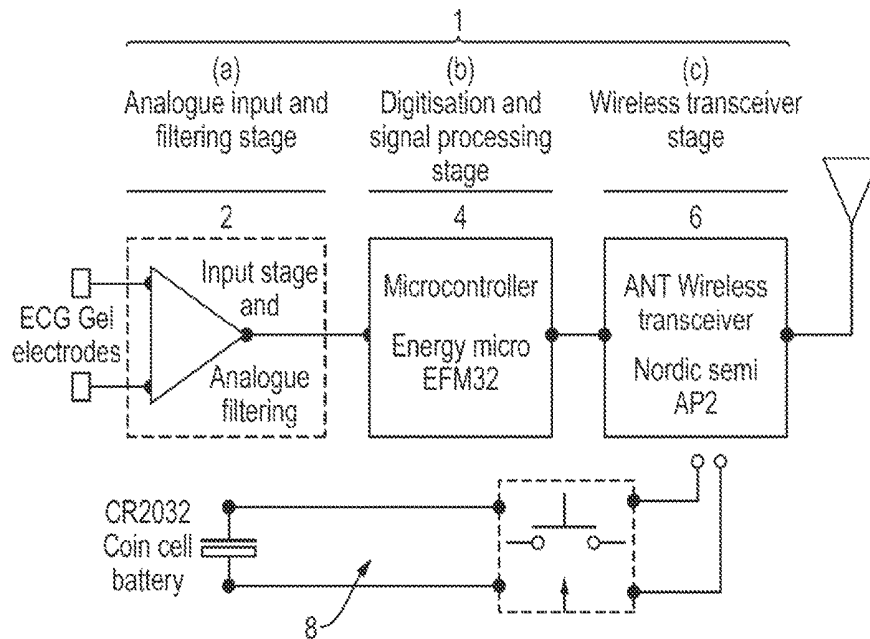 1
(a)
Analogue input and
filtering stage
(b)
Digitisation and
signal processing
stage
(c)
Wireless transceiver
stage
2
4
6
ECG Gel
electrodes
Input stage
and
Analogue
filtering
Microcontroller
Energy micro
EFM32
ANT Wireless
transceiver
Nordic semi
AP2
CR2032
Coin cell
battery
8